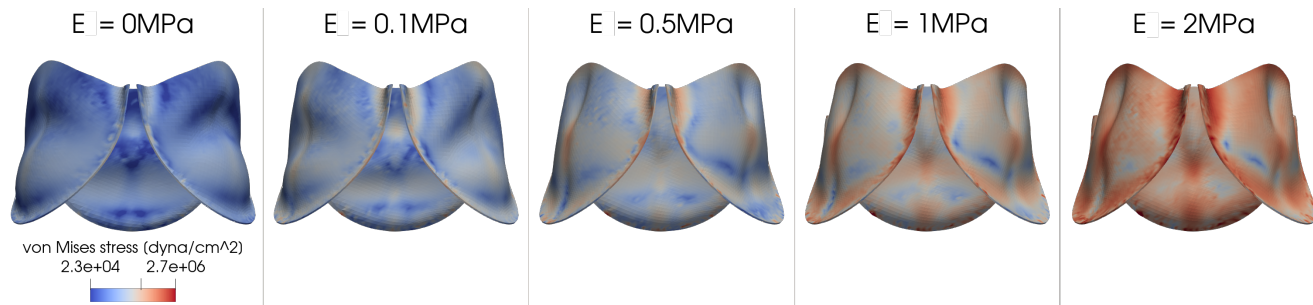 E = 0MPa
E = 0.1MPa
E = 0.5MPa
E = 1MPa
E = 2MPa
von Mises stress (dyna/cm^2)
2.3e+04 2.7e+06